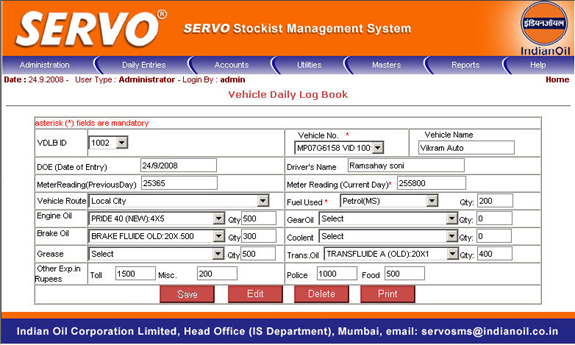 SERVO® SERVO Stockist Management System
इंडियनऑयल
IndianOil
Administration Daily Entries Accounts Utilities Masters Reports Help
Date : 24.9.2008 - User Type : Administrator - Login By : admin Home
Vehicle Daily Log Book
asterisk (*) fields are mandatory
VDLB ID 1002 Vehicle No. * MP07G6158 VID 100 Vehicle Name Vikram Auto
DOE (Date of Entry) 24/9/2008 Driver's Name Ramsahay soni
MeterReading(PreviousDay) 25365 Meter Reading (Current Day)* 255800
Vehicle Route Local City Fuel Used * Petrol(MS) Qty: 200
Engine Oil PRIDE 40 (NEW):4X5 Qty 500 GearOil Select Qty: 0
Brake Oil BRAKE FLUIDE OLD:20X.500 Qty 300 Coolent Select Qty: 0
Grease Select Qty 500 Trans.Oil TRANSFLUIDE A (OLD):20X1 Qty: 400
Other Exp.in Rupees Toll 1500 Misc. 200 Police 1000 Food 500
Save Edit Delete Print
Indian Oil Corporation Limited, Head Office (IS Department), Mumbai, email: servosms@indianoil.co.in